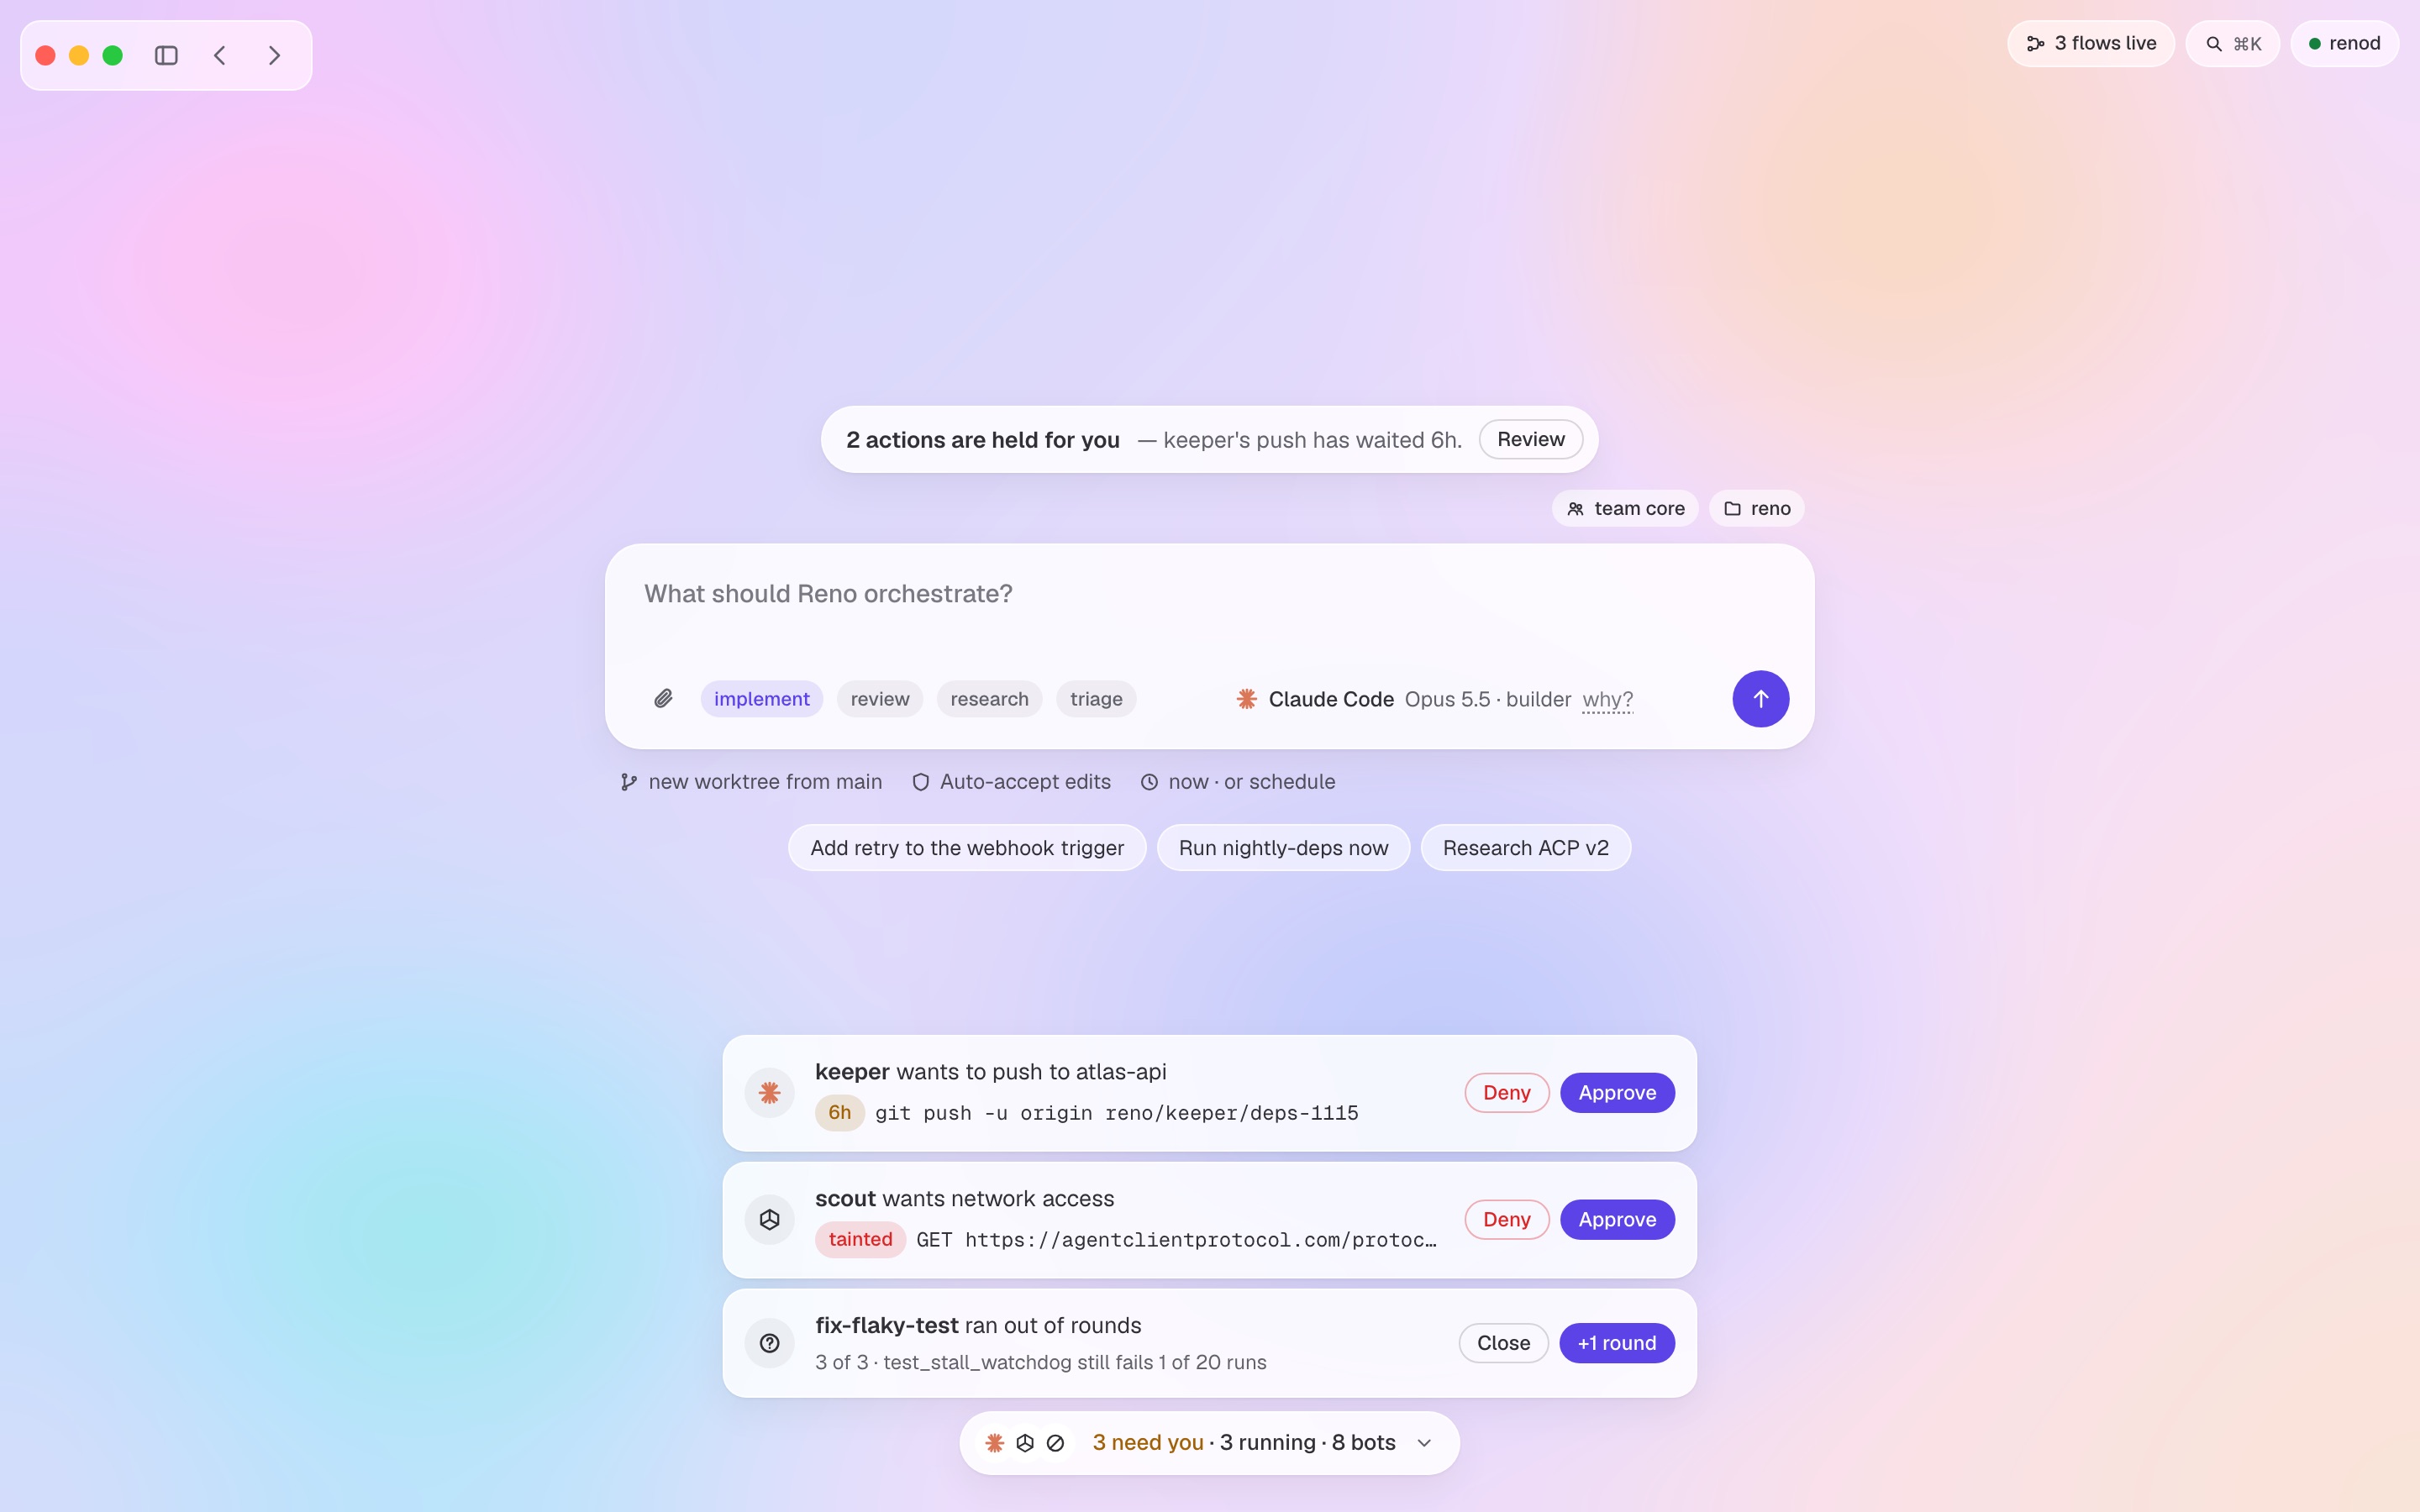 3 flows live
⌘K
renod
2 actions are held for you — keeper's push has waited 6h. Review
team core
reno
What should Reno orchestrate?
implement review research triage Claude Code Opus 5.5 · builder why?
new worktree from main Auto-accept edits now · or schedule
Add retry to the webhook trigger
Run nightly-deps now
Research ACP v2
keeper wants to push to atlas-api
6h git push -u origin reno/keeper/deps-1115
Deny Approve
scout wants network access
tainted GET https://agentclientprotocol.com/protoc…
Deny Approve
fix-flaky-test ran out of rounds
3 of 3 · test_stall_watchdog still fails 1 of 20 runs
Close +1 round
3 need you · 3 running · 8 bots